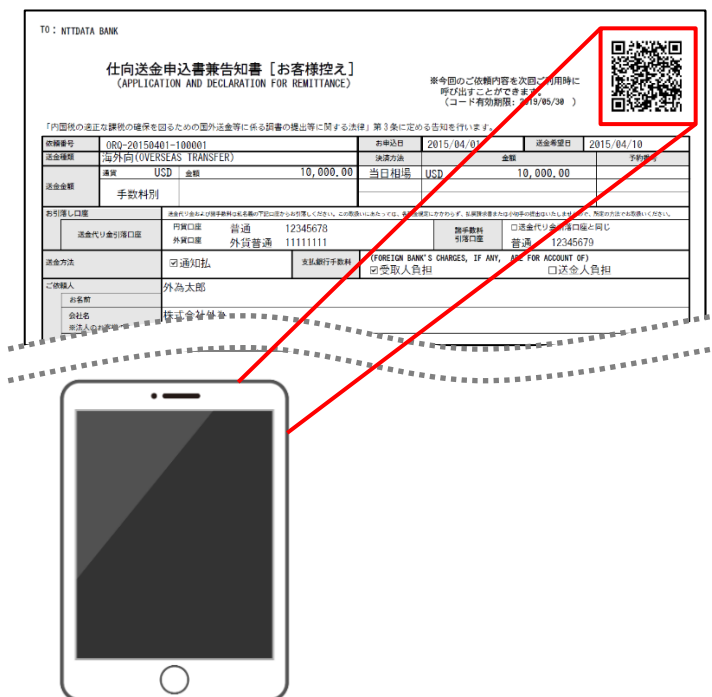 TO: NTTDATA BANK
仕向送金申込書兼告知書［お客様控え］
(APPLICATION AND DECLARATION FOR REMITTANCE)
※今回のご依頼内容を次回ご利用時に
呼び出すことができます。
(コード有効期限: 2019/05/30 )
「内国税の適正な課税の確保を図るための国外送金等に係る調書の提出等に関する法律」第３条に定める告知を行います。
依頼番号 ORQ-20150401-100001 お申込日 2015/04/01 送金希望日 2015/04/10
送金種類 海外向(OVERSEAS TRANSFER) 決済方法 金額 予約番号
送金金額 通貨 USD 金額 10,000.00 当日相場 USD 10,000.00
手数料別
お引落し口座
送金代り金引落口座 円貨口座 普通 12345678 諸手数料 □送金代り金引落口座と同じ
外貨口座 外貨普通 11111111 引落口座 普通 12345679
送金方法 ☑通知払 支払銀行手数料 (FOREIGN BANK'S CHARGES, IF ANY, ARE FOR ACCOUNT OF)
☑受取人負担 □送金人負担
ご依頼人 外為太郎
お名前
会社名 株式会社外為